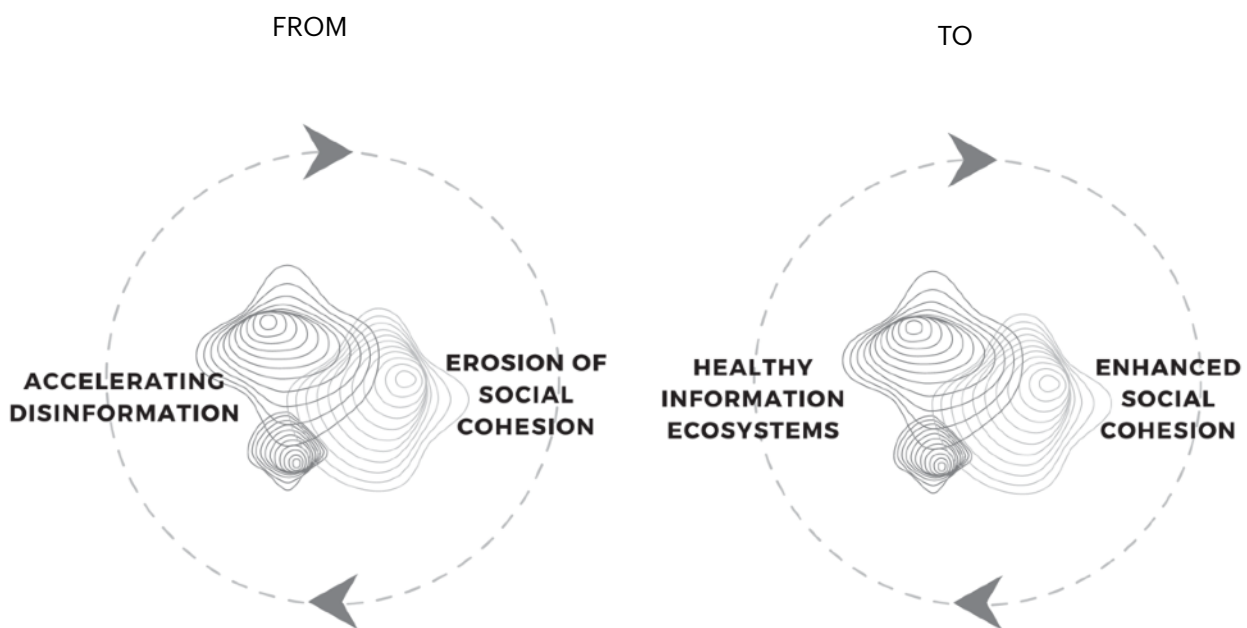 FROM
ACCELERATING
DISINFORMATION
EROSION OF
SOCIAL
COHESION
TO
HEALTHY
INFORMATION
ECOSYSTEMS
ENHANCED
SOCIAL
COHESION